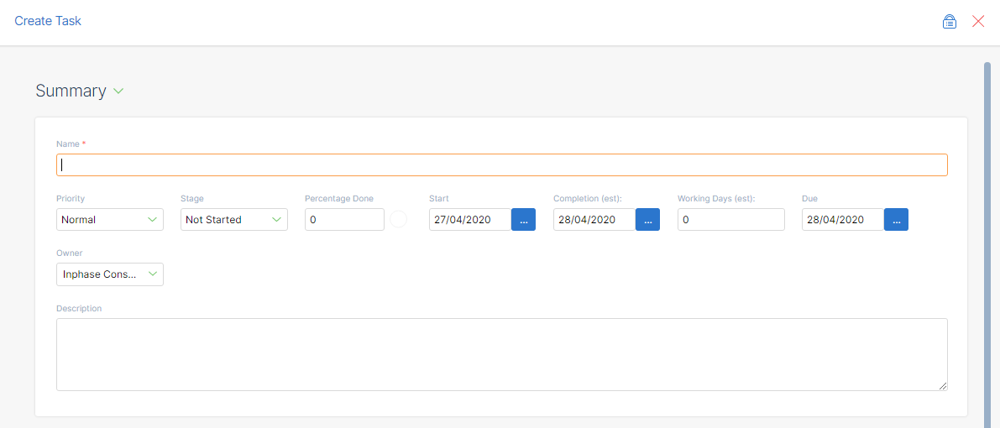 Create Task
Summary
Name *
Priority Stage Percentage Done Start Completion (est): Working Days (est): Due
Normal Not Started 0 27/04/2020 ... 28/04/2020 ... 0 28/04/2020 ...
Owner
Inphase Cons...
Description